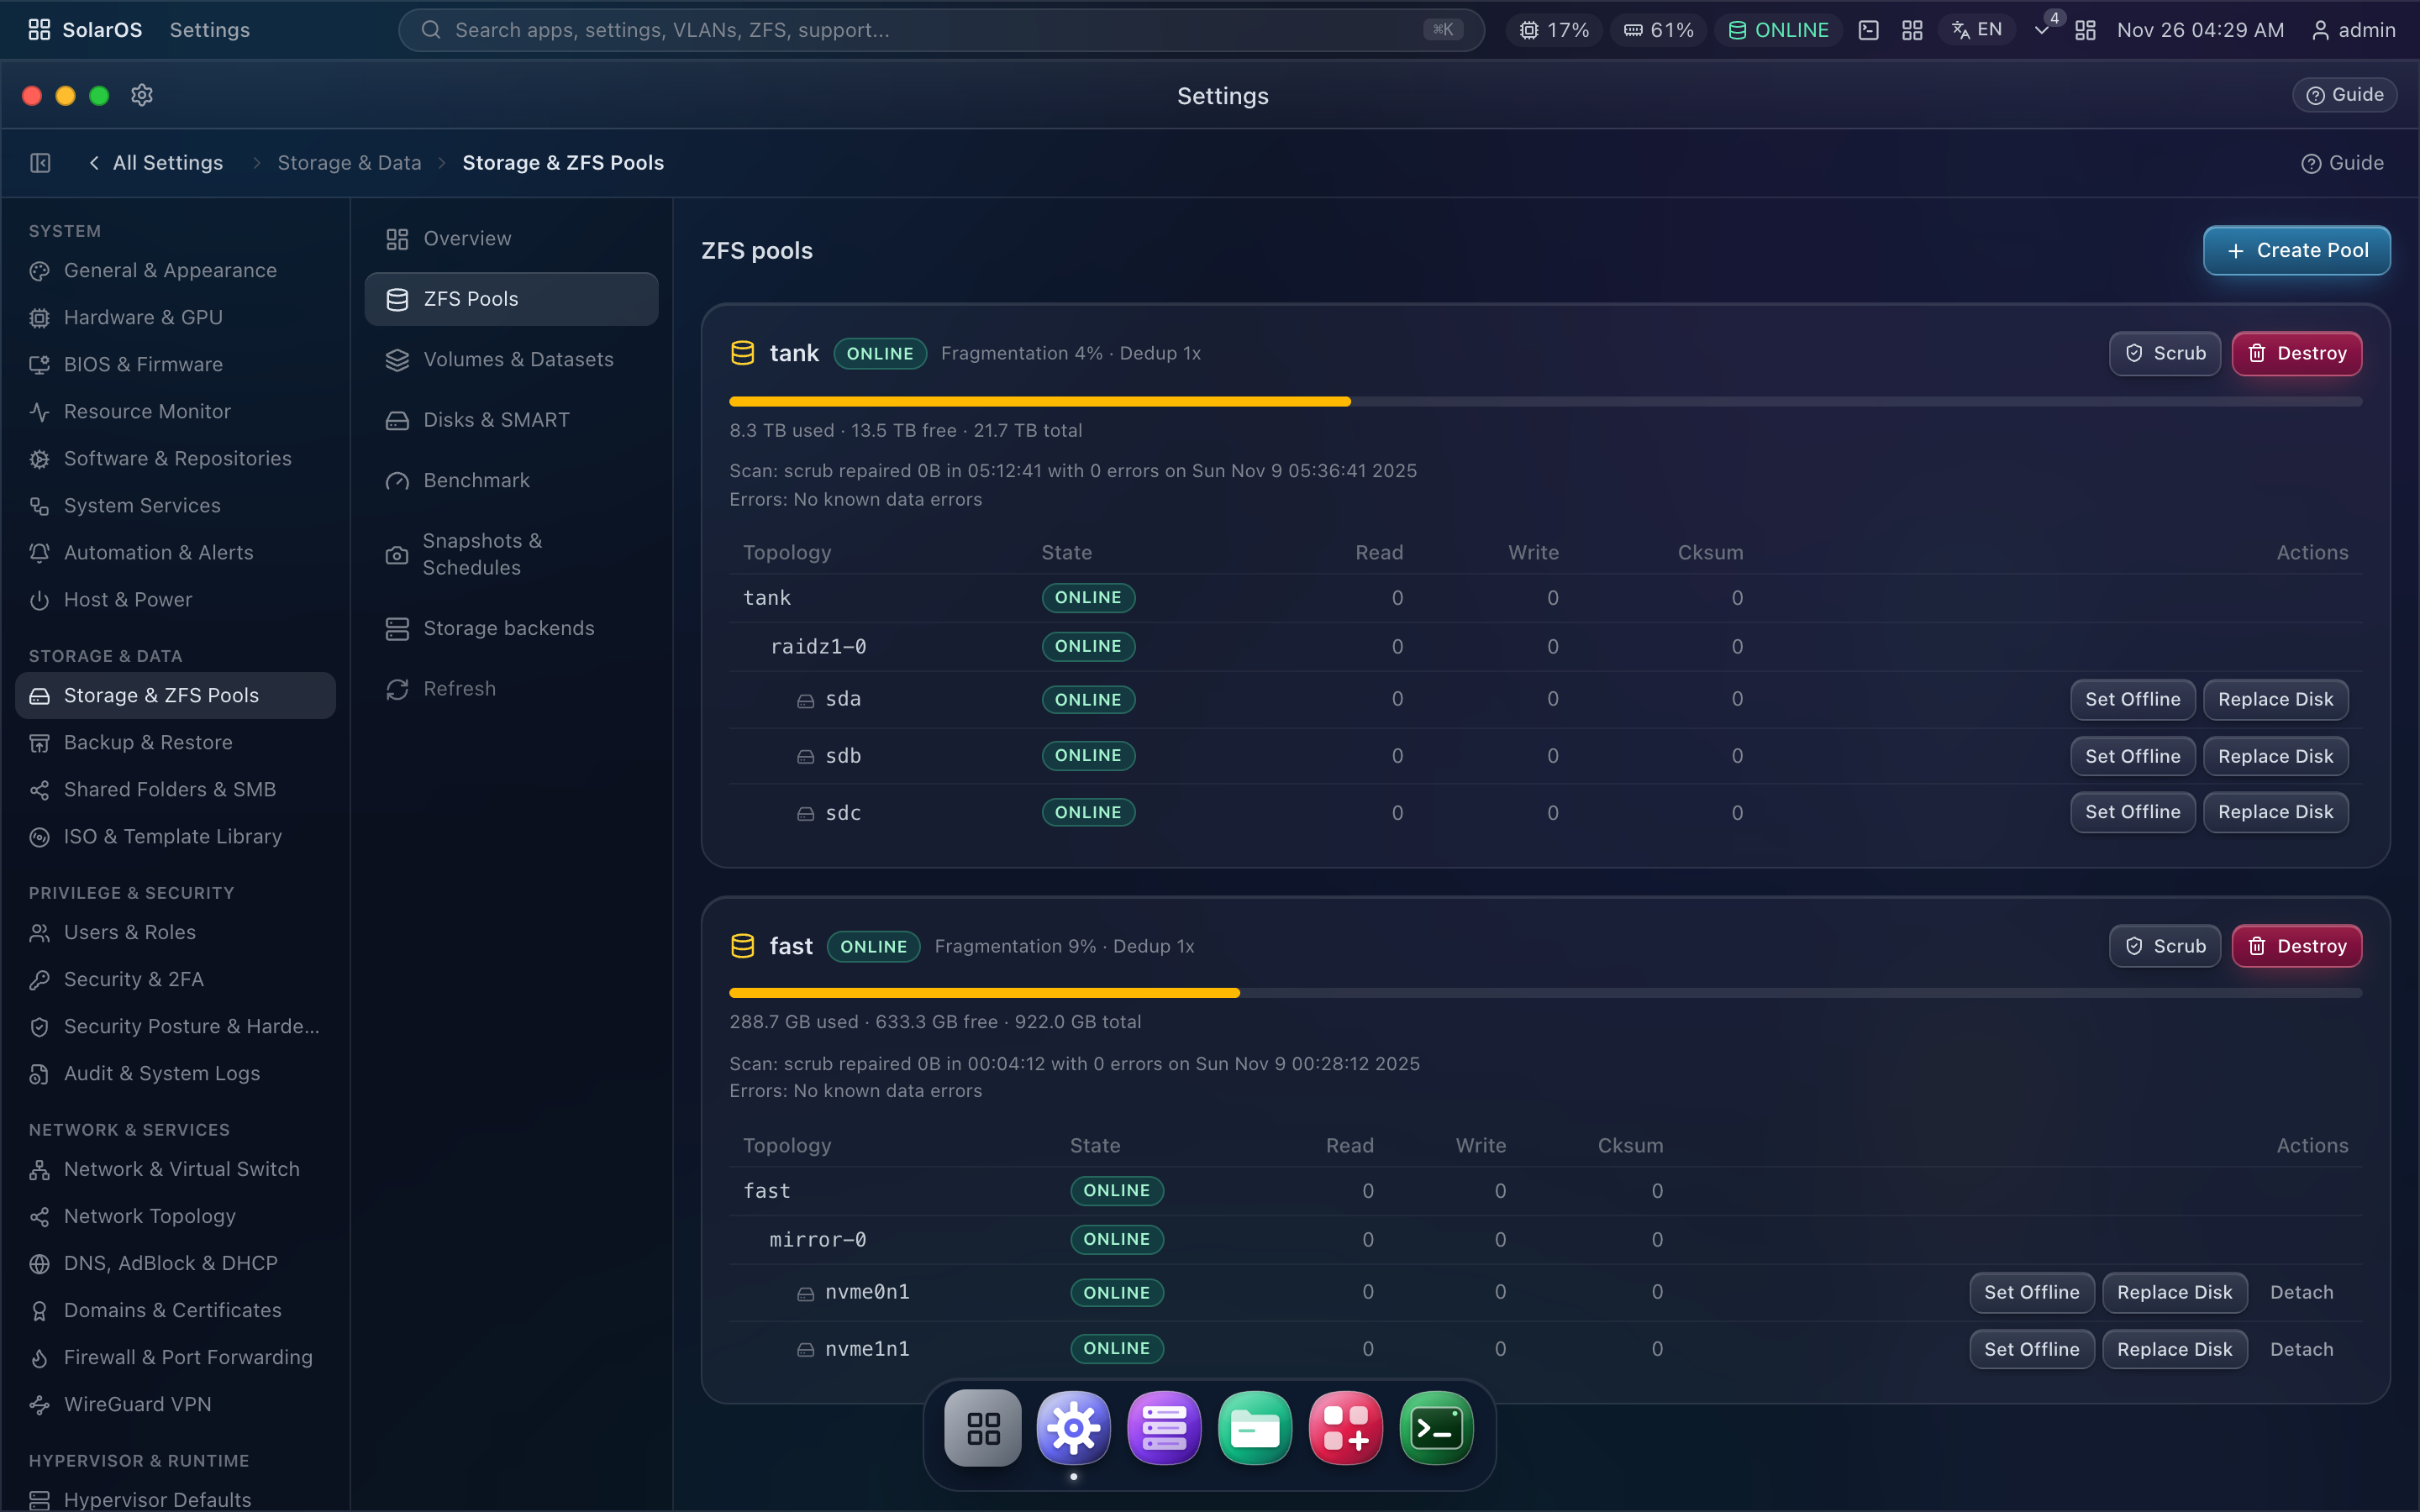 SolarOS Settings Search apps, settings, VLANs, ZFS, support... ⌘K 17% 61% ONLINE EN 4 Nov 26 04:29 AM admin
Settings Guide
All Settings Storage & Data Storage & ZFS Pools Guide
SYSTEM
General & Appearance
Hardware & GPU
BIOS & Firmware
Resource Monitor
Software & Repositories
System Services
Automation & Alerts
Host & Power
STORAGE & DATA
Storage & ZFS Pools
Backup & Restore
Shared Folders & SMB
ISO & Template Library
PRIVILEGE & SECURITY
Users & Roles
Security & 2FA
Security Posture & Harde...
Audit & System Logs
NETWORK & SERVICES
Network & Virtual Switch
Network Topology
DNS, AdBlock & DHCP
Domains & Certificates
Firewall & Port Forwarding
WireGuard VPN
HYPERVISOR & RUNTIME
Hypervisor Defaults
Overview
ZFS Pools
Volumes & Datasets
Disks & SMART
Benchmark
Snapshots &
Schedules
Storage backends
Refresh
ZFS pools Create Pool
tank ONLINE Fragmentation 4% · Dedup 1x Scrub Destroy
8.3 TB used · 13.5 TB free · 21.7 TB total
Scan: scrub repaired 0B in 05:12:41 with 0 errors on Sun Nov 9 05:36:41 2025
Errors: No known data errors
Topology State Read Write Cksum Actions
tank ONLINE 0 0 0
raidz1-0 ONLINE 0 0 0
sda ONLINE 0 0 0 Set Offline Replace Disk
sdb ONLINE 0 0 0 Set Offline Replace Disk
sdc ONLINE 0 0 0 Set Offline Replace Disk
fast ONLINE Fragmentation 9% · Dedup 1x Scrub Destroy
288.7 GB used · 633.3 GB free · 922.0 GB total
Scan: scrub repaired 0B in 00:04:12 with 0 errors on Sun Nov 9 00:28:12 2025
Errors: No known data errors
Topology State Read Write Cksum Actions
fast ONLINE 0 0 0
mirror-0 ONLINE 0 0 0
nvme0n1 ONLINE 0 0 0 Set Offline Replace Disk Detach
nvme1n1 ONLINE 0 0 0 Set Offline Replace Disk Detach